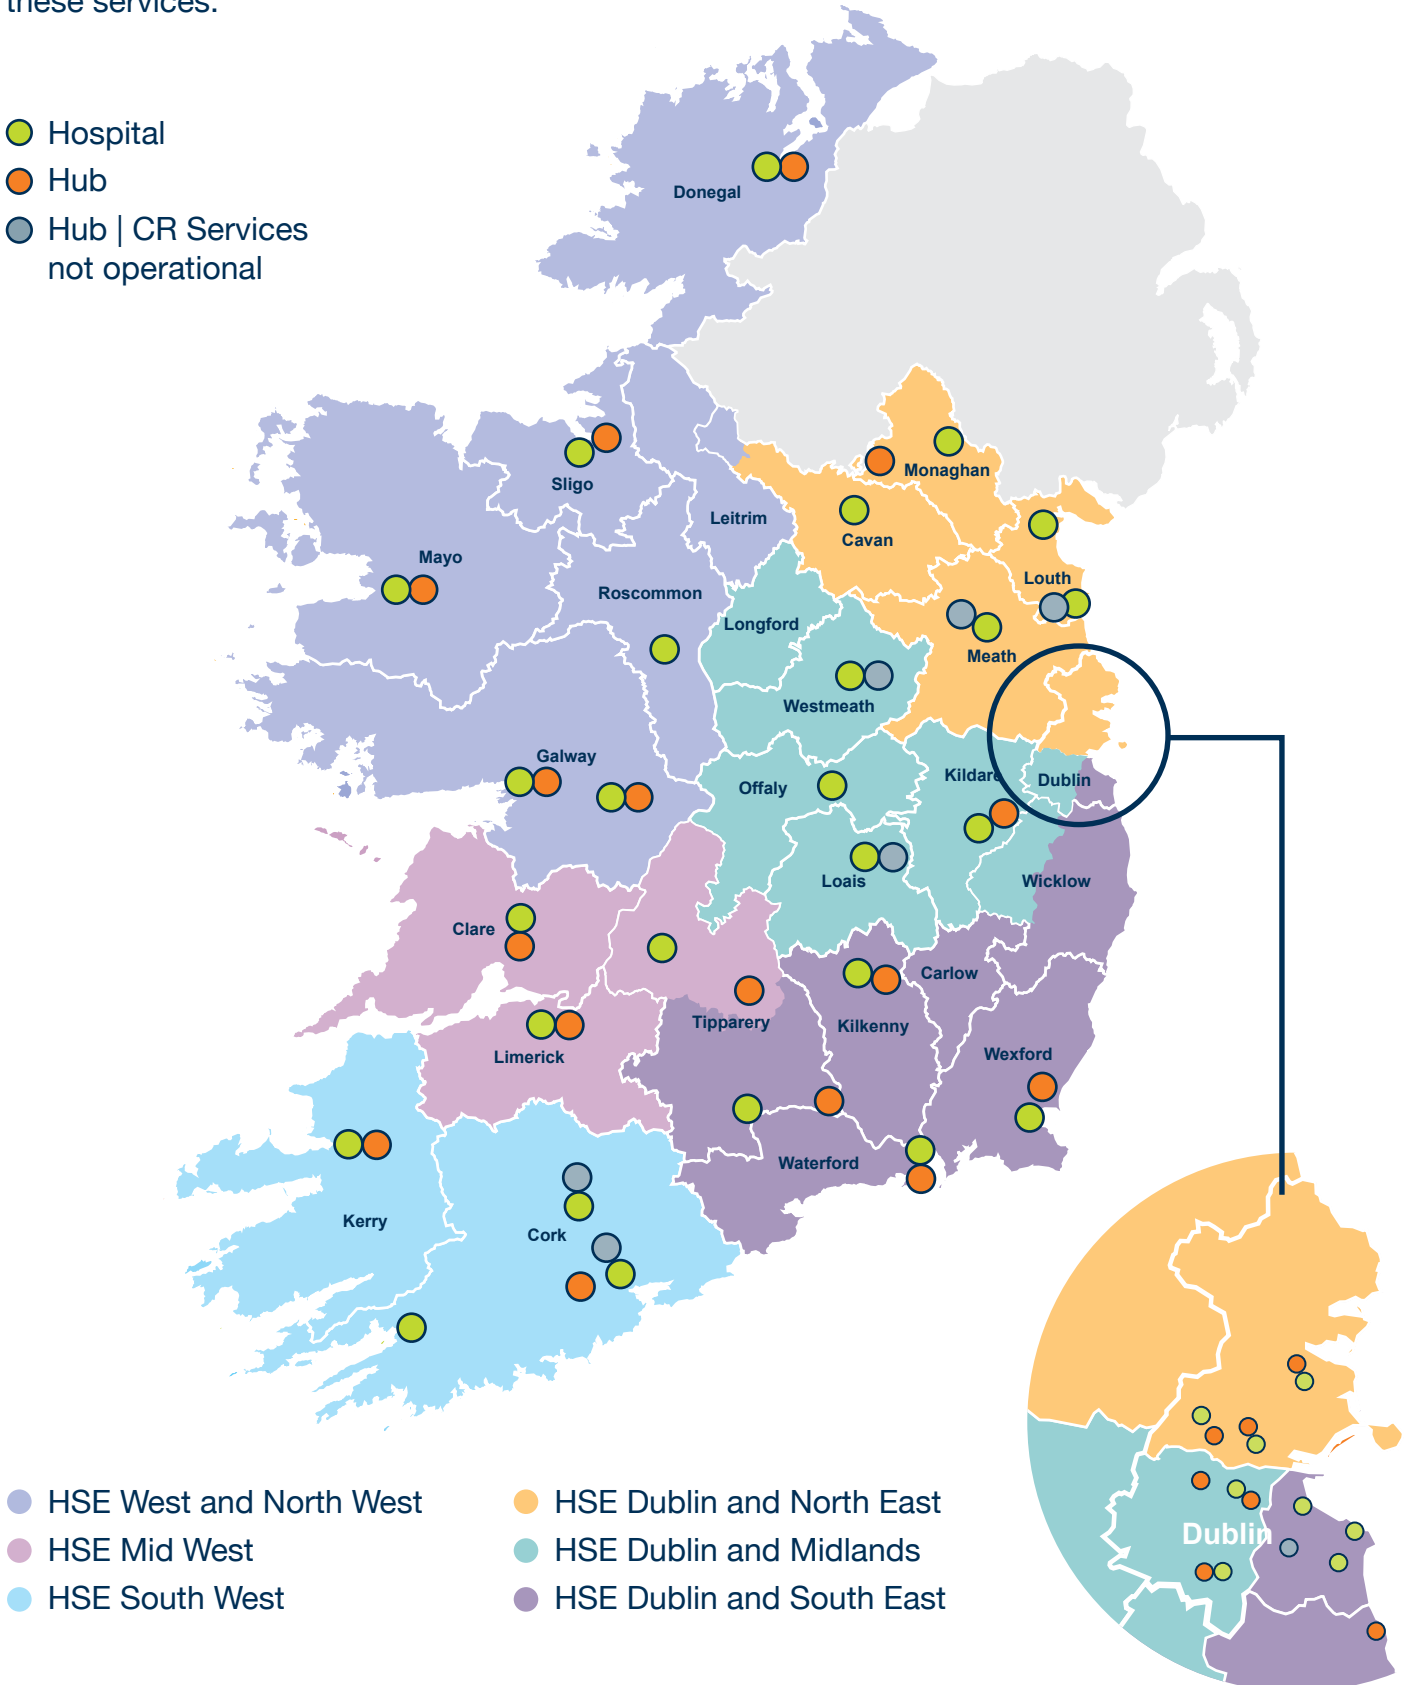 these services.
Hospital
Hub
Hub | CR Services
not operational
Donegal
Monaghan
Sligo
Leitrim
Cavan
Mayo
Louth
Roscommon
Longford
Meath
Westmeath
Galway
Offaly
Kildare
Dublin
Loais
Wicklow
Clare
Carlow
Tipparery
Kilkenny
Limerick
Wexford
Waterford
Kerry
Cork
Dublin
HSE West and North West
HSE Mid West
HSE South West
HSE Dublin and North East
HSE Dublin and Midlands
HSE Dublin and South East